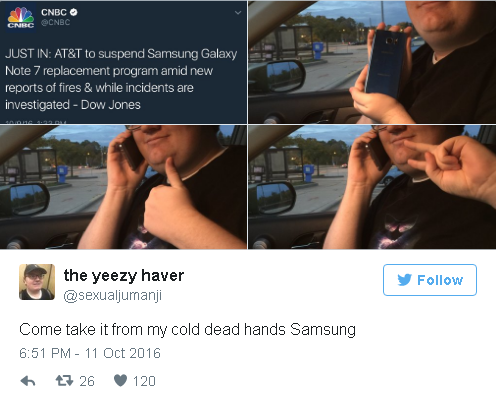 CNBC
@CNBC
CNBC
JUST IN: AT&T to suspend Samsung Galaxy
Note 7 replacement program amid new
reports of fires & while incidents are
investigated - Dow Jones
the yeezy haver
@sexualjumanji
Follow
Come take it from my cold dead hands Samsung
6:51 PM - 11 Oct 2016
26 120